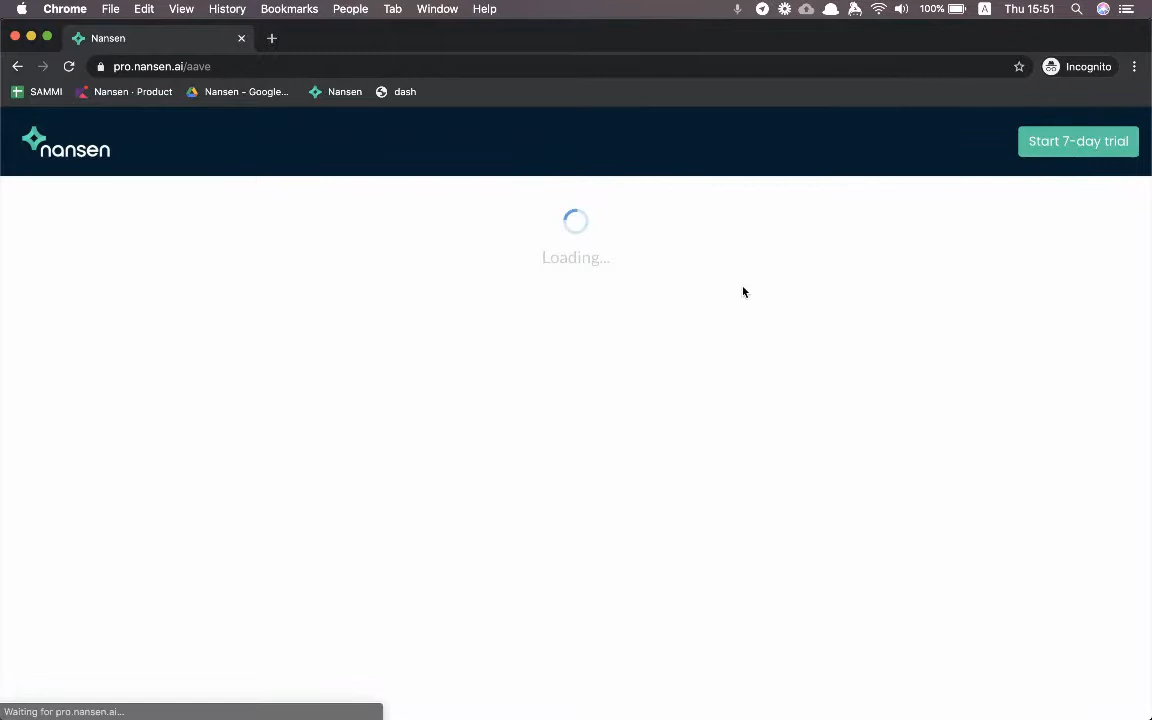 Chrome File Edit View History Bookmarks People Tab Window Help 100% A Thu 15:51
Nansen
pro.nansen.ai/aave Incognito
SAMMI Nansen · Product Nansen - Google... Nansen dash
nansen Start 7-day trial
Loading...
Waiting for pro.nansen.ai...